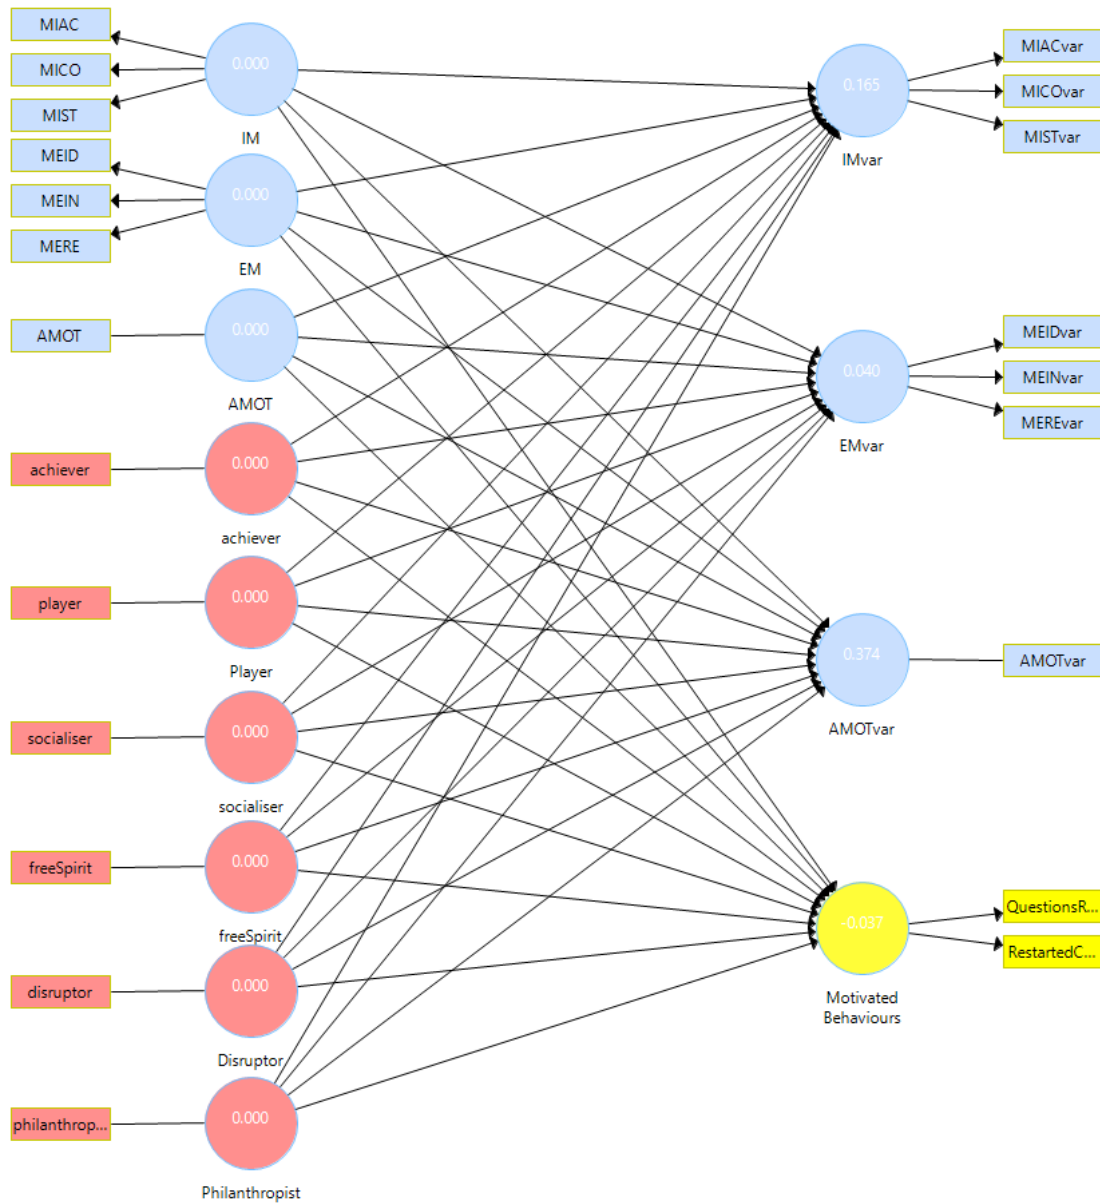 MIAC
MICO
MIST
0.000
IM
MEID
MEIN
MERE
0.000
EM
AMOT
0.000
AMOT
achiever
0.000
achiever
player
0.000
Player
socialiser
0.000
socialiser
freeSpirit
0.000
freeSpirit
disruptor
0.000
Disruptor
philanthrop...
0.000
Philanthropist
0.165
IMvar
MIACvar
MICOvar
MISTvar
0.040
EMvar
MEIDvar
MEINvar
MEREvar
0.374
AMOTvar
AMOTvar
-0.037
Motivated
Behaviours
QuestionsR...
RestartedC...